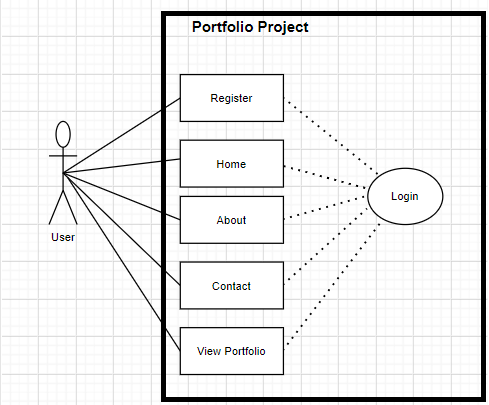 Portfolio Project
Register
Home
About
Contact
View Portfolio
Login
User